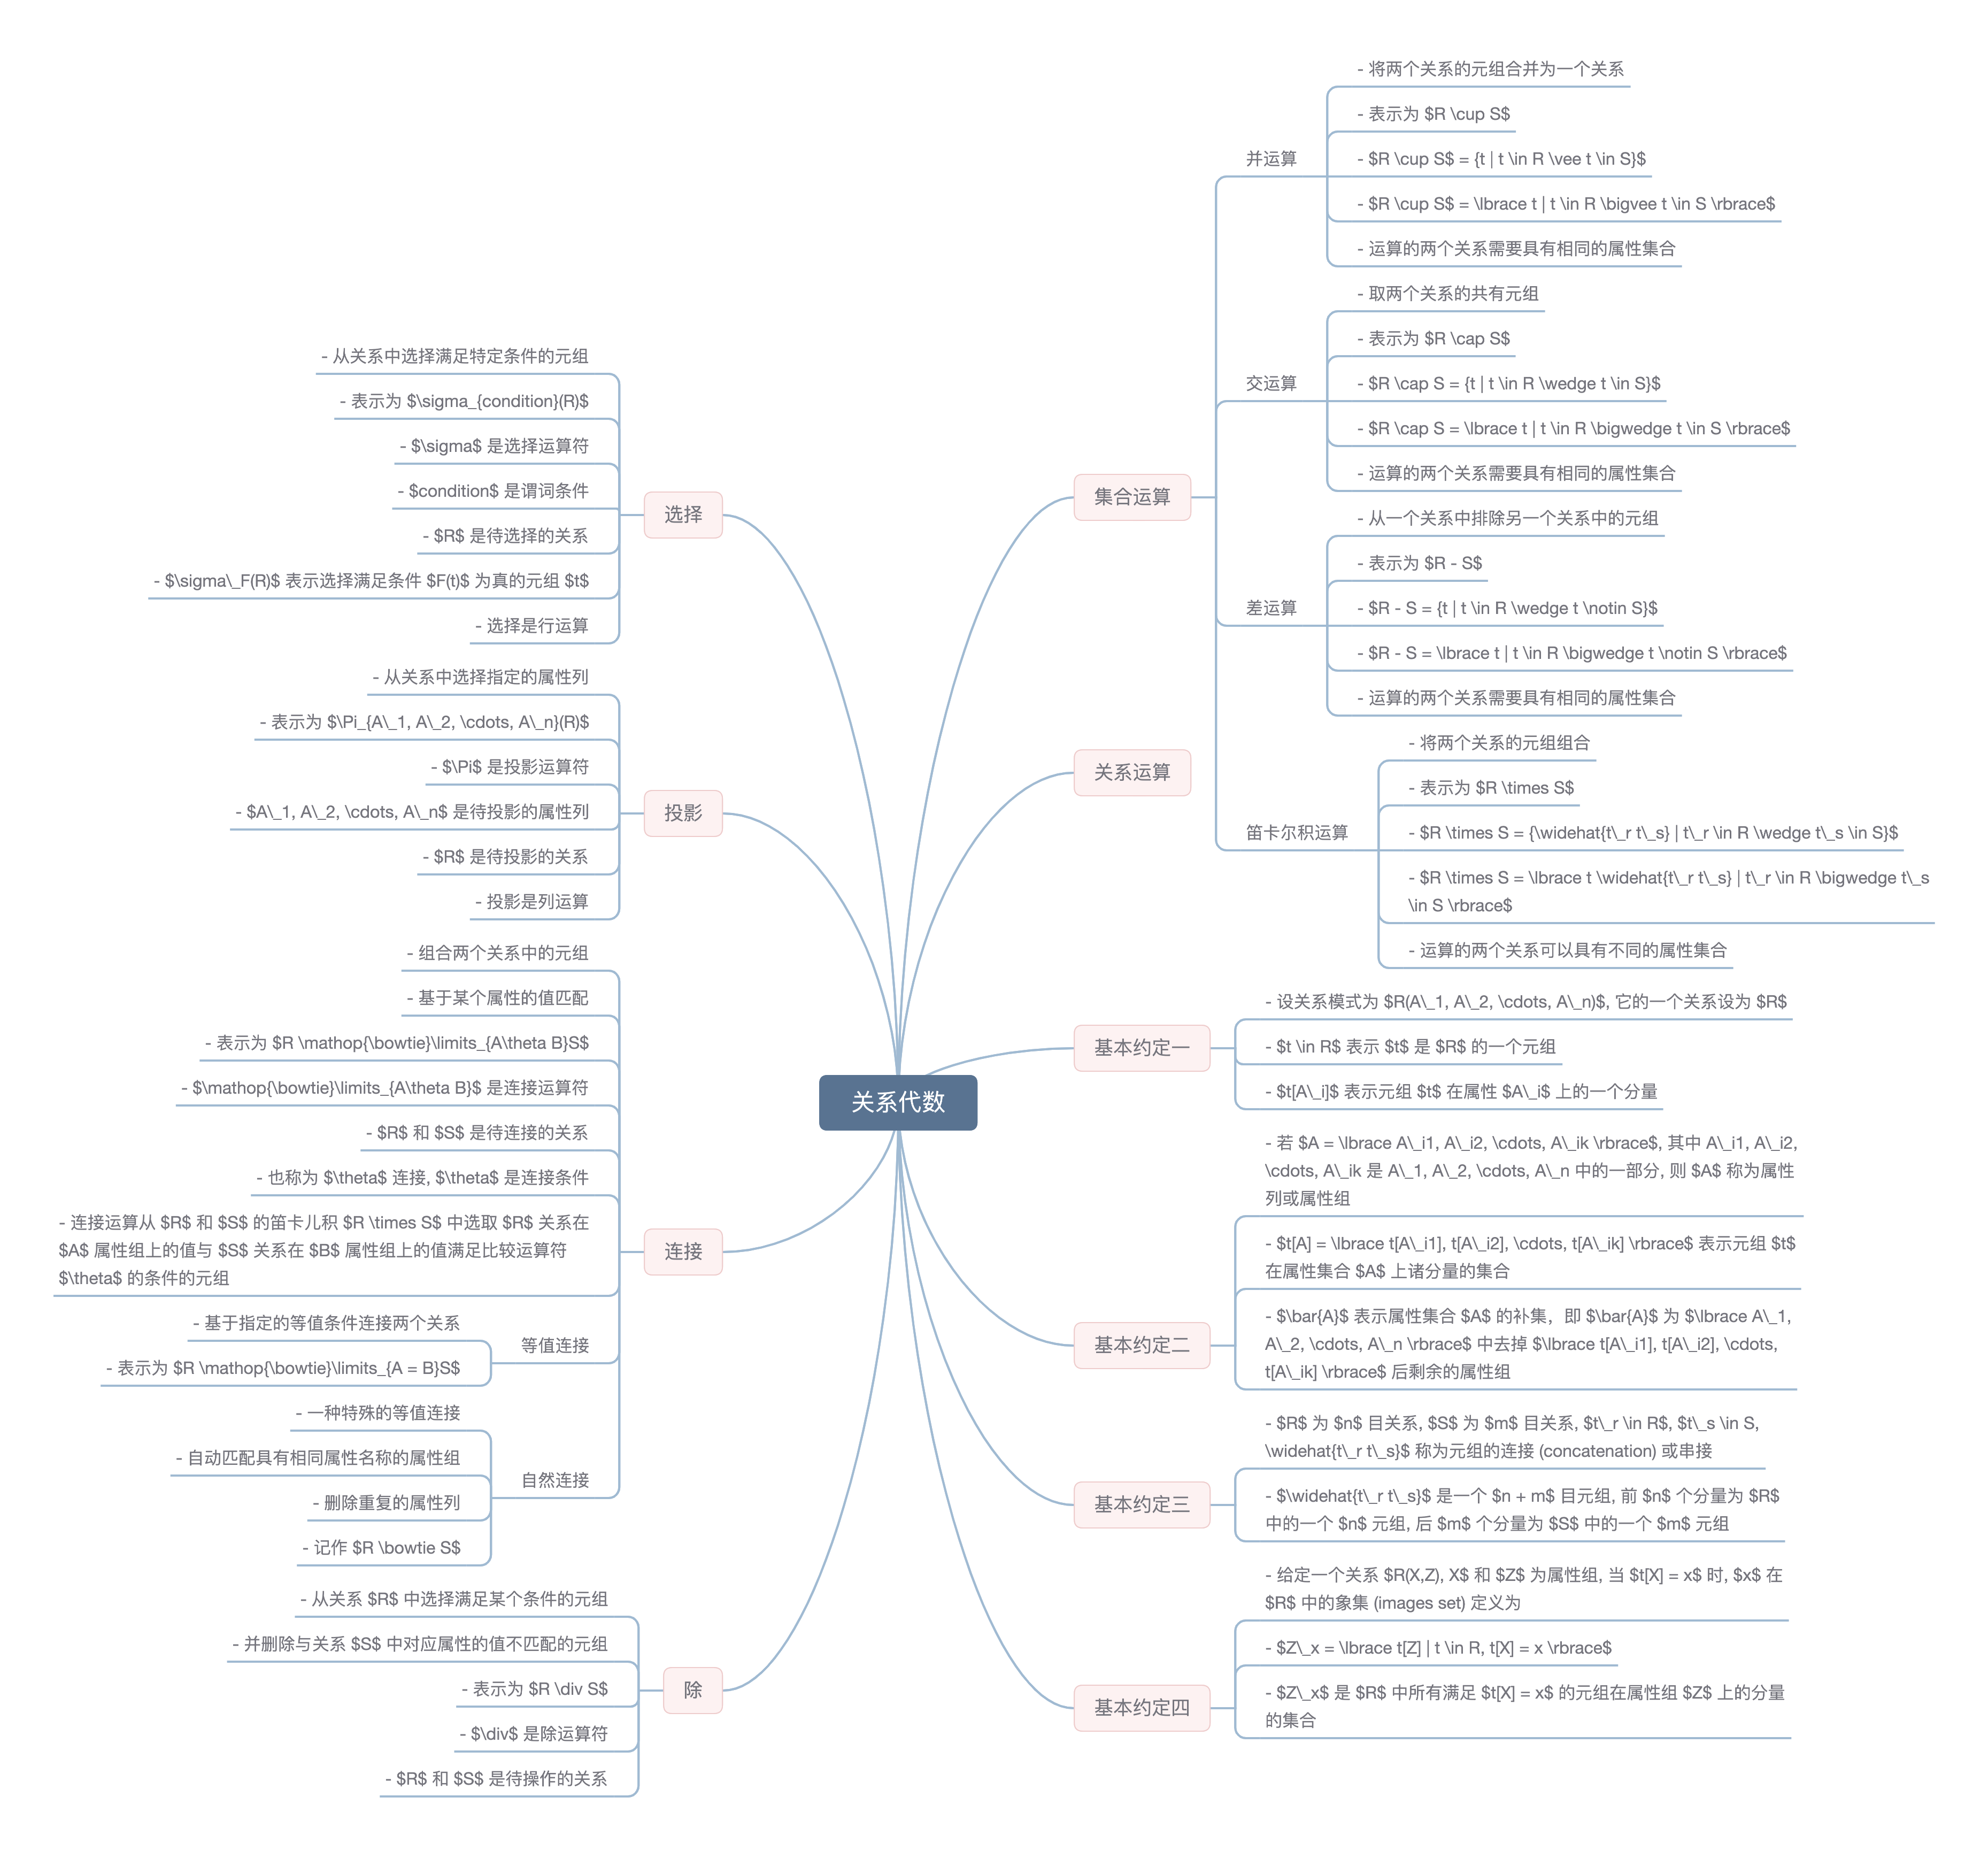 关系代数
集合运算
并运算
- 将两个关系的元组合并为一个关系
- 表示为 $R \cup S$
- $R \cup S$ = {t | t \in R \vee t \in S}$
- $R \cup S$ = \lbrace t | t \in R \bigvee t \in S \rbrace$
- 运算的两个关系需要具有相同的属性集合
交运算
- 取两个关系的共有元组
- 表示为 $R \cap S$
- $R \cap S = {t | t \in R \wedge t \in S}$
- $R \cap S = \lbrace t | t \in R \bigwedge t \in S \rbrace$
- 运算的两个关系需要具有相同的属性集合
差运算
- 从一个关系中排除另一个关系中的元组
- 表示为 $R - S$
- $R - S = {t | t \in R \wedge t \notin S}$
- $R - S = \lbrace t | t \in R \bigwedge t \notin S \rbrace$
- 运算的两个关系需要具有相同的属性集合
笛卡尔积运算
- 将两个关系的元组组合
- 表示为 $R \times S$
- $R \times S = {\widehat{t\_r t\_s} | t\_r \in R \wedge t\_s \in S}$
- $R \times S = \lbrace t \widehat{t\_r t\_s} | t\_r \in R \bigwedge t\_s
\in S \rbrace$
- 运算的两个关系可以具有不同的属性集合
关系运算
基本约定一
- 设关系模式为 $R(A\_1, A\_2, \cdots, A\_n)$, 它的一个关系设为 $R$
- $t \in R$ 表示 $t$ 是 $R$ 的一个元组
- $t[A\_i]$ 表示元组 $t$ 在属性 $A\_i$ 上的一个分量
基本约定二
- 若 $A = \lbrace A\_i1, A\_i2, \cdots, A\_ik \rbrace$, 其中 A\_i1, A\_i2,
\cdots, A\_ik 是 A\_1, A\_2, \cdots, A\_n 中的一部分, 则 $A$ 称为属性
列或属性组
- $t[A] = \lbrace t[A\_i1], t[A\_i2], \cdots, t[A\_ik] \rbrace$ 表示元组 $t$
在属性集合 $A$ 上诸分量的集合
- $\bar{A}$ 表示属性集合 $A$ 的补集，即 $\bar{A}$ 为 $\lbrace A\_1,
A\_2, \cdots, A\_n \rbrace$ 中去掉 $\lbrace t[A\_i1], t[A\_i2], \cdots,
t[A\_ik] \rbrace$ 后剩余的属性组
基本约定三
- $R$ 为 $n$ 目关系, $S$ 为 $m$ 目关系, $t\_r \in R$, $t\_s \in S,
\widehat{t\_r t\_s}$ 称为元组的连接 (concatenation) 或串接
- $\widehat{t\_r t\_s}$ 是一个 $n + m$ 目元组, 前 $n$ 个分量为 $R$
中的一个 $n$ 元组, 后 $m$ 个分量为 $S$ 中的一个 $m$ 元组
基本约定四
- 给定一个关系 $R(X,Z), X$ 和 $Z$ 为属性组, 当 $t[X] = x$ 时, $x$ 在
$R$ 中的象集 (images set) 定义为
- $Z\_x = \lbrace t[Z] | t \in R, t[X] = x \rbrace$
- $Z\_x$ 是 $R$ 中所有满足 $t[X] = x$ 的元组在属性组 $Z$ 上的分量
的集合
选择
- 从关系中选择满足特定条件的元组
- 表示为 $\sigma_{condition}(R)$
- $\sigma$ 是选择运算符
- $condition$ 是谓词条件
- $R$ 是待选择的关系
- $\sigma\_F(R)$ 表示选择满足条件 $F(t)$ 为真的元组 $t$
- 选择是行运算
投影
- 从关系中选择指定的属性列
- 表示为 $\Pi_{A\_1, A\_2, \cdots, A\_n}(R)$
- $\Pi$ 是投影运算符
- $A\_1, A\_2, \cdots, A\_n$ 是待投影的属性列
- $R$ 是待投影的关系
- 投影是列运算
连接
- 组合两个关系中的元组
- 基于某个属性的值匹配
- 表示为 $R \mathop{\bowtie}\limits_{A\theta B}S$
- $\mathop{\bowtie}\limits_{A\theta B}$ 是连接运算符
- $R$ 和 $S$ 是待连接的关系
- 也称为 $\theta$ 连接, $\theta$ 是连接条件
- 连接运算从 $R$ 和 $S$ 的笛卡儿积 $R \times S$ 中选取 $R$ 关系在
$A$ 属性组上的值与 $S$ 关系在 $B$ 属性组上的值满足比较运算符
$\theta$ 的条件的元组
等值连接
- 基于指定的等值条件连接两个关系
- 表示为 $R \mathop{\bowtie}\limits_{A = B}S$
自然连接
- 一种特殊的等值连接
- 自动匹配具有相同属性名称的属性组
- 删除重复的属性列
- 记作 $R \bowtie S$
除
- 从关系 $R$ 中选择满足某个条件的元组
- 并删除与关系 $S$ 中对应属性的值不匹配的元组
- 表示为 $R \div S$
- $\div$ 是除运算符
- $R$ 和 $S$ 是待操作的关系